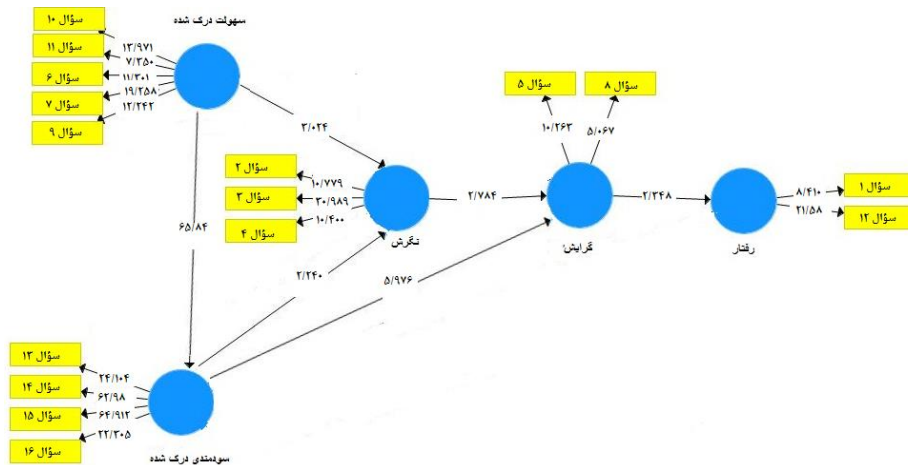 سهولت درک شده
سؤال ۱۰
سؤال ۱۱
سؤال ۶
سؤال ۷
سؤال ۹
۱۳/۹۷۱
۷/۳۵۰
۱۱/۳۰۱
۱۹/۲۵۸
۱۲/۲۴۲
۳/۰۲۴
۶۵/۸۴
سؤال ۲
سؤال ۳
سؤال ۴
۱۰/۷۷۹
۳۰/۹۸۹
۱۰/۴۰۰
نگرش
سؤال ۵
سؤال ۸
۱۰/۲۶۳
۵/۰۶۷
۲/۷۸۴
گرایش
۲/۳۴۸
سؤال ۱
سؤال ۱۲
۸/۴۱۰
۲۱/۵۸
رفتار
۲/۲۴۰
۵/۹۷۶
سؤال ۱۳
سؤال ۱۴
سؤال ۱۵
سؤال ۱۶
۲۴/۱۰۴
۶۲/۹۸
۶۴/۹۱۲
۲۲/۳۰۵
سودمندی درک شده